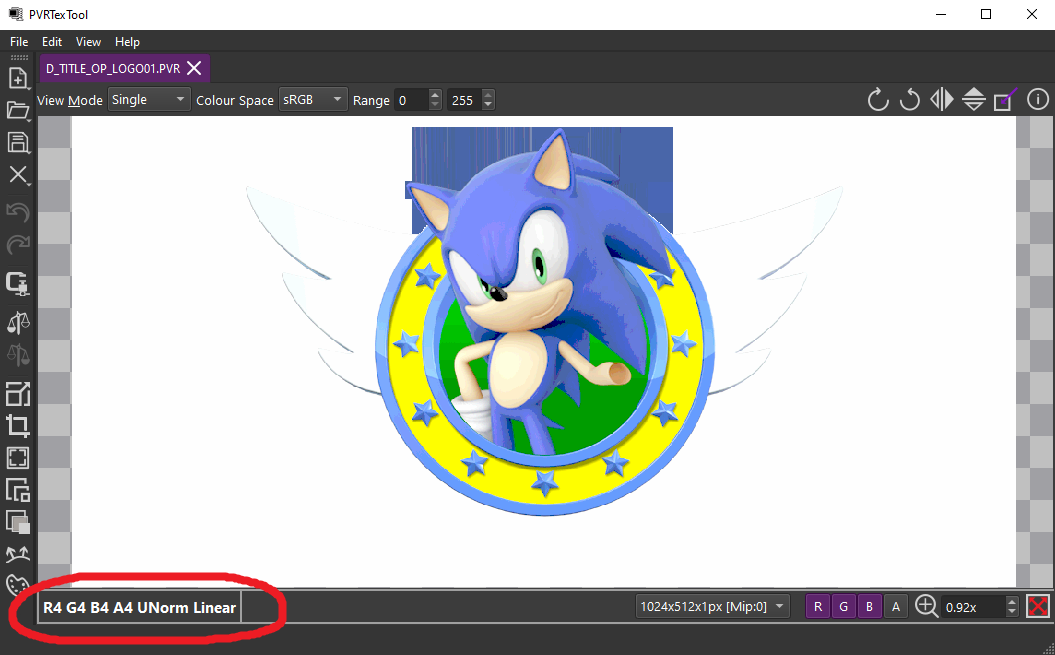 PVRTexTool
File Edit View Help
D_TITLE_OP_LOGO01.PVR
View Mode Single Colour Space sRGB Range 0 255
R4 G4 B4 A4 UNorm Linear 1024x512x1px [Mip:0] R G B A 0.92x